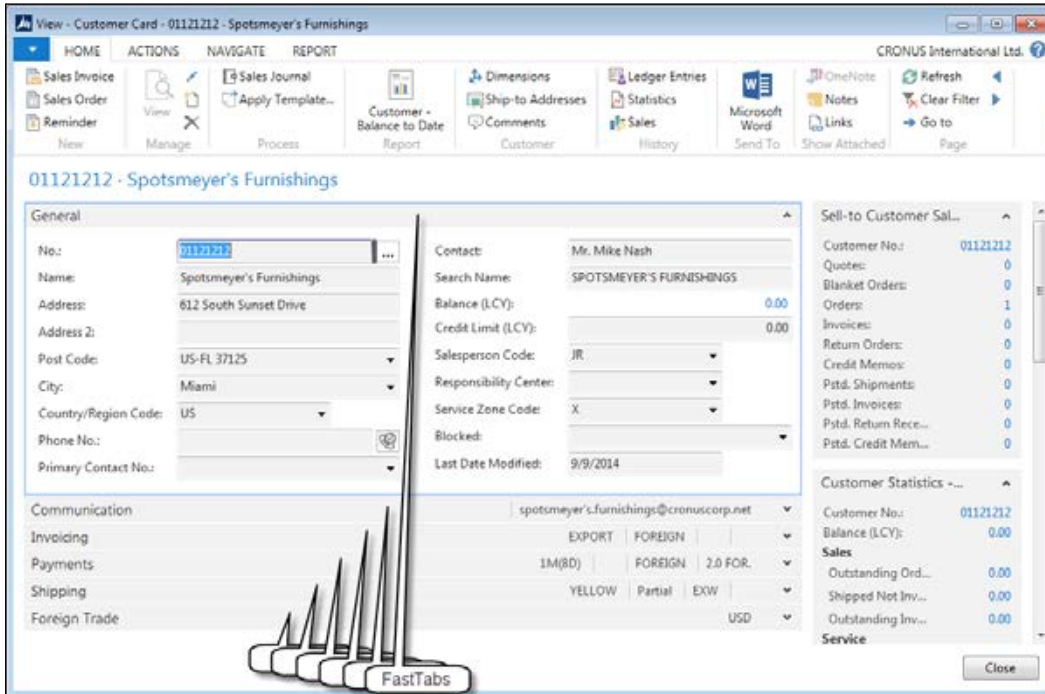 View - Customer Card - 01121212 · Spotsmeyer's Furnishings
HOME ACTIONS NAVIGATE REPORT CRONUS International Ltd.
Sales Invoice
Sales Order
Reminder
New
View
Manage
Sales Journal
Apply Template...
Process
Customer - Balance to Date
Report
Dimensions
Ship-to Addresses
Comments
Customer
Ledger Entries
Statistics
Sales
History
Microsoft Word
Send To
OneNote
Notes
Links
Show Attached
Refresh
Clear Filter
Go to
Page
01121212 · Spotsmeyer's Furnishings
General
No.: 01121212 ...
Name: Spotsmeyer's Furnishings
Address: 612 South Sunset Drive
Address 2:
Post Code: US-FL 37125
City: Miami
Country/Region Code: US
Phone No.:
Primary Contact No.:
Contact: Mr. Mike Nash
Search Name: SPOTSMEYER'S FURNISHINGS
Balance (LCY): 0.00
Credit Limit (LCY): 0.00
Salesperson Code: JR
Responsibility Center:
Service Zone Code: X
Blocked:
Last Date Modified: 9/9/2014
Communication spotsmeyer's.furnishings@cronuscorp.net
Invoicing EXPORT FOREIGN
Payments 1M(8D) FOREIGN 2.0 FOR.
Shipping YELLOW Partial EXW
Foreign Trade USD
FastTabs
Sell-to Customer Sal...
Customer No.: 01121212
Quotes: 0
Blanket Orders: 0
Orders: 1
Invoices: 0
Return Orders: 0
Credit Memos: 0
Pstd. Shipments: 0
Pstd. Invoices: 0
Pstd. Return Rece... 0
Pstd. Credit Mem... 0
Customer Statistics -...
Customer No.: 01121212
Balance (LCY): 0.00
Sales
Outstanding Ord... 0.00
Shipped Not Inv... 0.00
Outstanding Inv... 0.00
Service
Close